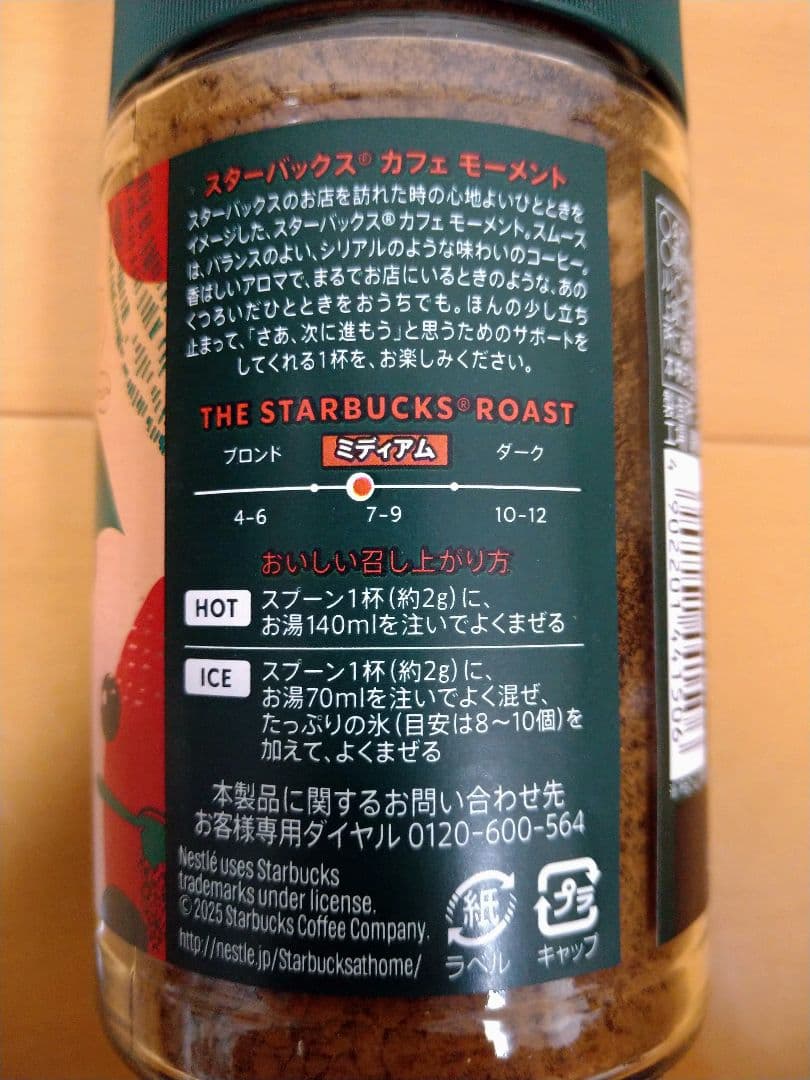 スターバックス® カフェ モーメント
スターバックスのお店を訪れた時の心地よいひとときを
イメージした、スターバックス® カフェ モーメント。スムース
は、バランスのよい、シリアルのような味わいのコーヒー。
香ばしいアロマで、まるでお店にいるときのような、あの
くつろいだひとときをおうちでも。ほんの少し立ち
止まって、「さあ、次に進もう」と思うためのサポートを
してくれる1杯を、お楽しみください。
THE STARBUCKS® ROAST
ブロンド ミディアム ダーク
4-6 7-9 10-12
おいしい召し上がり方
HOT スプーン1杯(約2g)に、
お湯140mlを注いでよくまぜる
ICE スプーン1杯(約2g)に、
お湯70mlを注いでよく混ぜ、
たっぷりの氷(目安は8〜10個)を
加えて、よくまぜる
本製品に関するお問い合わせ先
お客様専用ダイヤル 0120-600-564
Nestlé uses Starbucks
trademarks under license.
© 2025 Starbucks Coffee Company.
http://nestle.jp/Starbucksathome/
紙
ラベル
プラ
キャップ
4 902201 441506